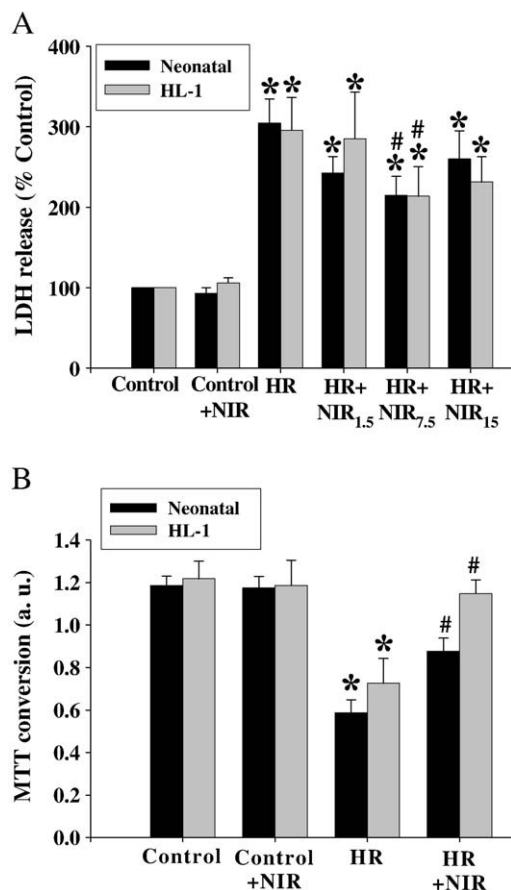 A
LDH release (% Control)
400
300
200
100
0
Neonatal
HL-1
* * * * * * * *
# #
Control Control +NIR HR HR+ NIR1.5 HR+ NIR7.5 HR+ NIR15
B
MTT conversion (a. u.)
Neonatal
HL-1
1.4
1.2
1.0
0.8
0.6
0.4
0.2
0.0
* *
# #
Control Control +NIR HR HR +NIR